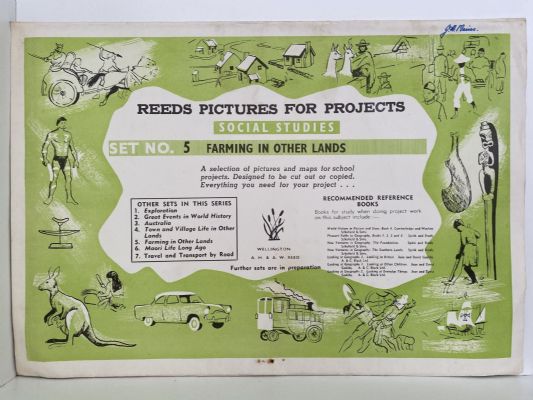 REEDS PICTURES FOR PROJECTS
SOCIAL STUDIES
SET NO. 5 FARMING IN OTHER LANDS
A selection of pictures and maps for school
projects. Designed to be cut out or copied.
Everything you need for your project . . .
OTHER SETS IN THIS SERIES
1. Exploration
2. Great Events in World History
3. Australia
4. Town and Village Life in Other
Lands
5. Farming in Other Lands
6. Maori Life Long Ago
7. Travel and Transport by Road
WELLINGTON
A. H. & A. W. REED
Further sets are in preparation
RECOMMENDED REFERENCE
BOOKS
Books for study when doing project work
on this subject include—